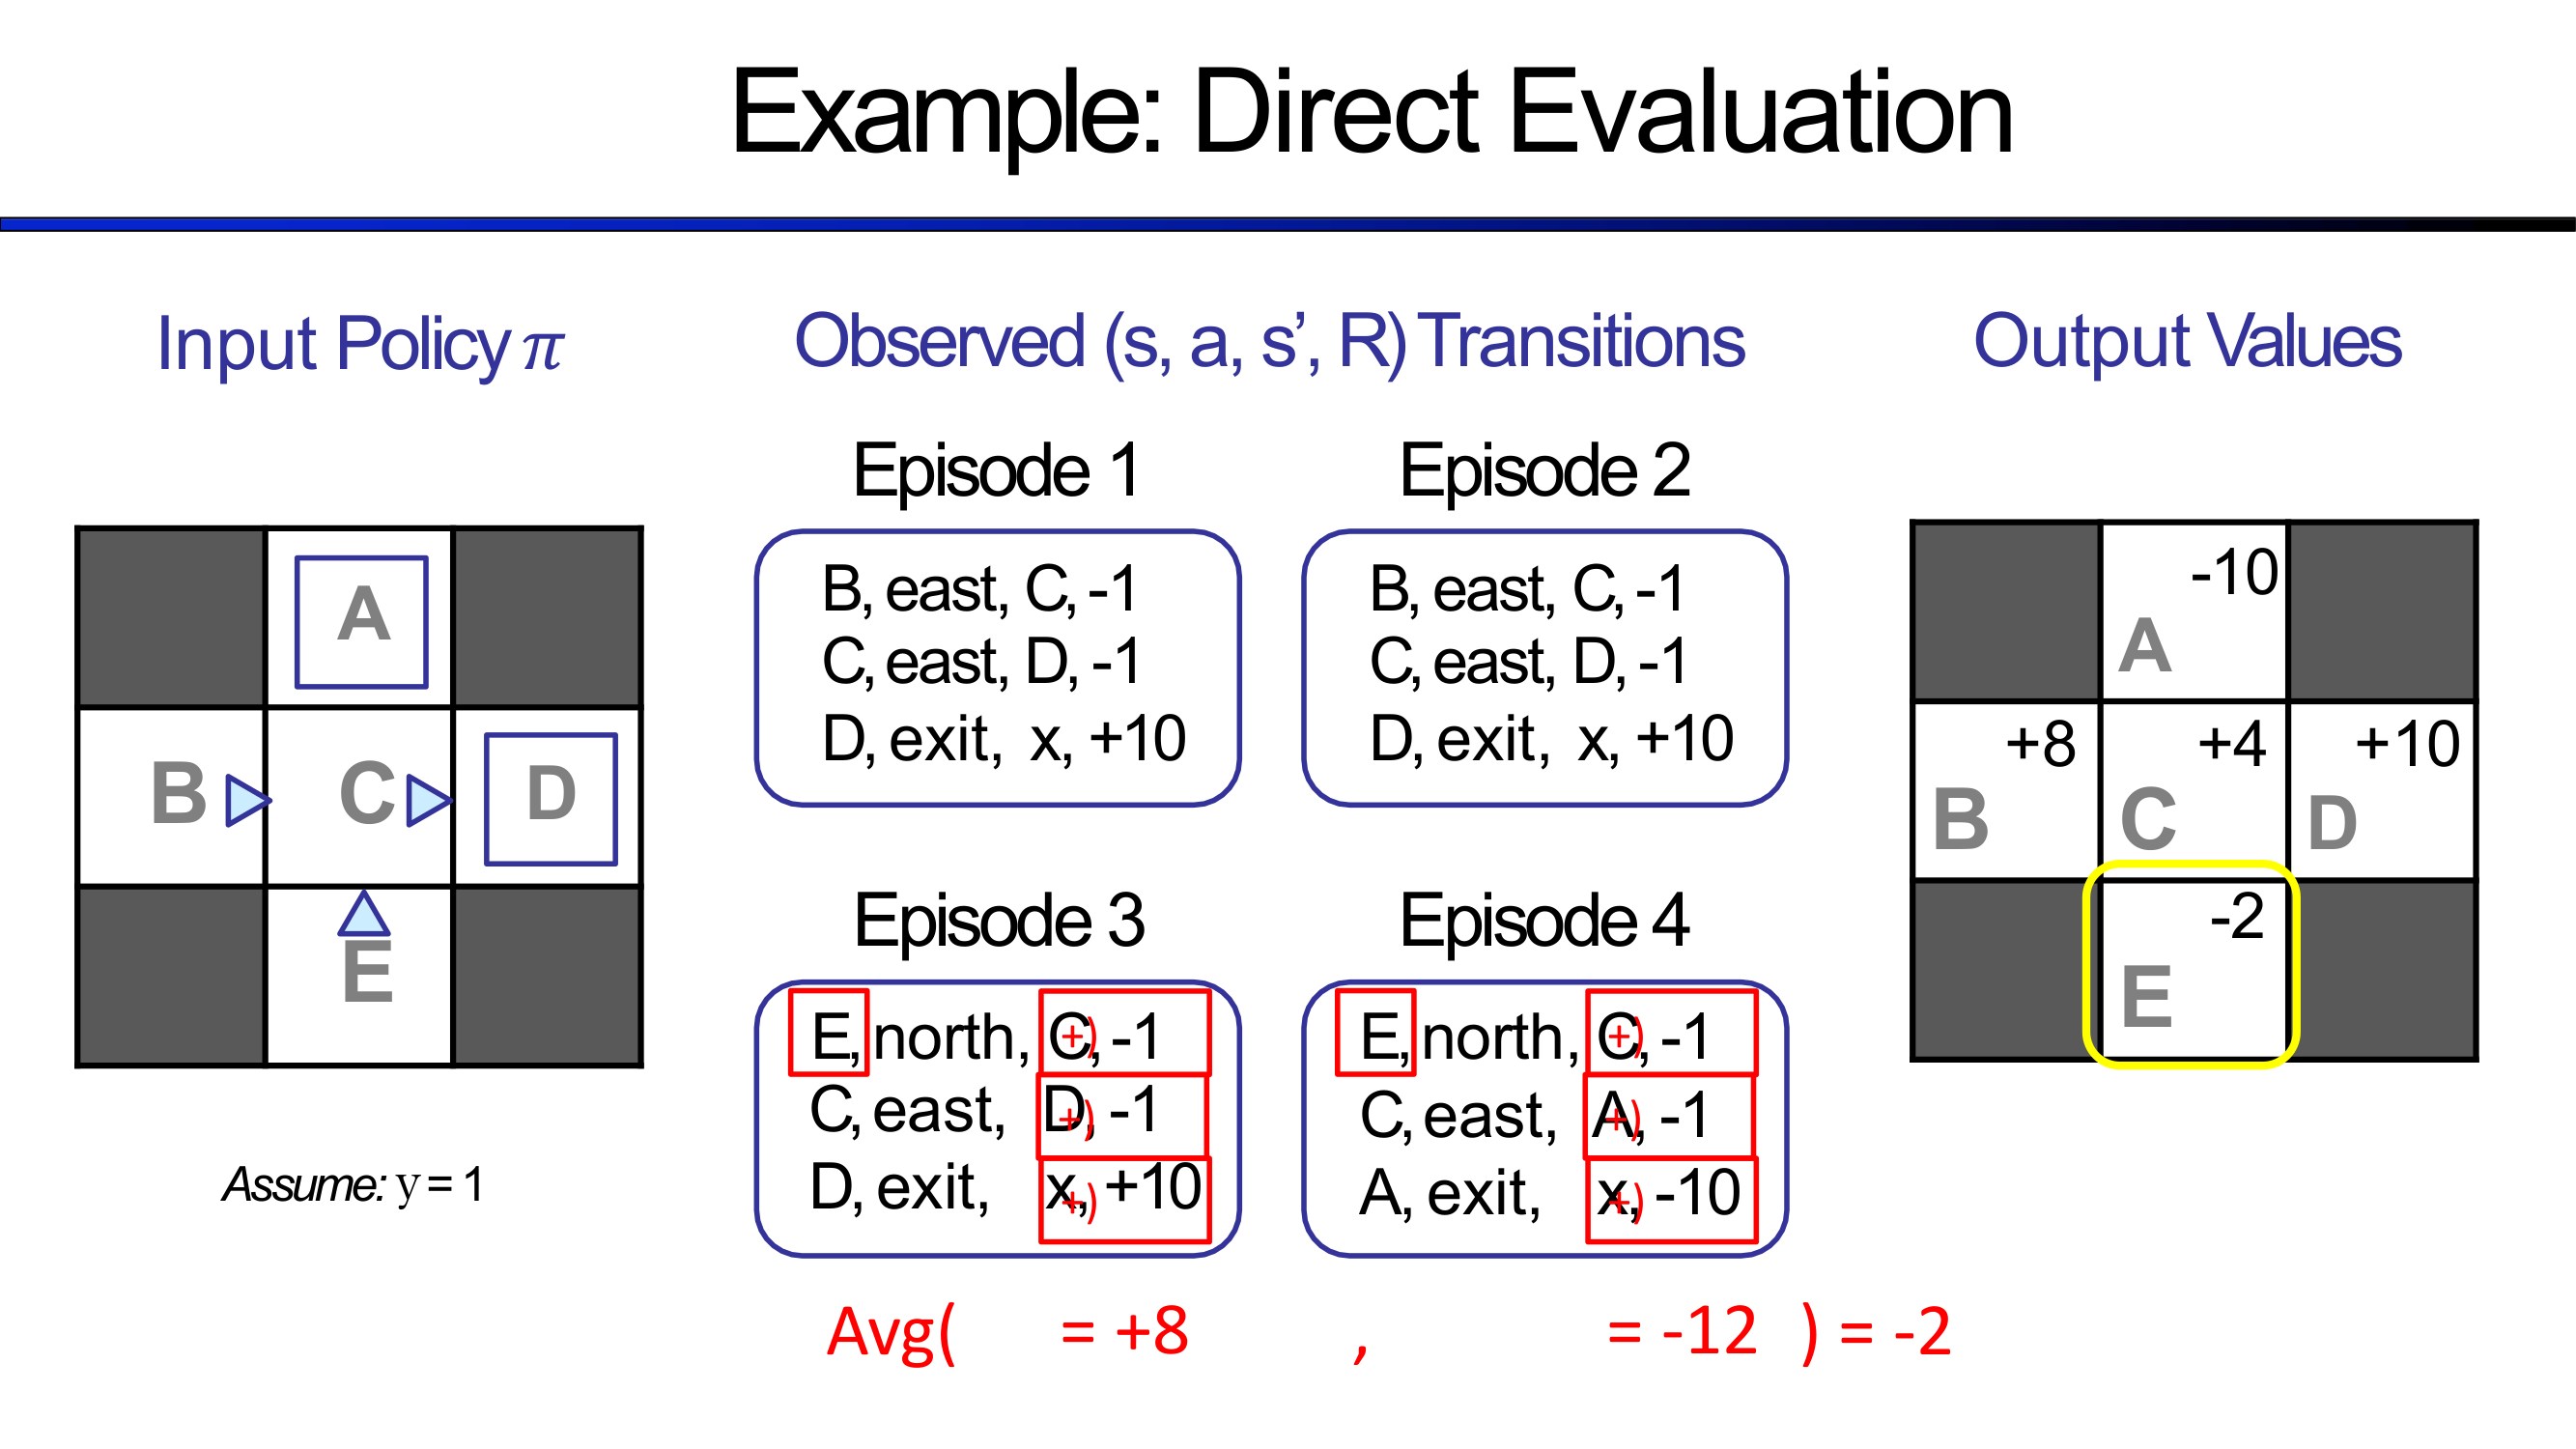 Example: Direct Evaluation
Input Policy π
Observed (s, a, s’, R) Transitions
Output Values
A
B
C
D
E
Assume: y = 1
Episode 1
B, east, C, -1
C, east, D, -1
D, exit, x, +10
Episode 2
B, east, C, -1
C, east, D, -1
D, exit, x, +10
Episode 3
E, north, C, -1
C, east, D, -1
D, exit, x, +10
+)
+)
+)
Episode 4
E, north, C, -1
C, east, A, -1
A, exit, x, -10
+)
+)
+)
Avg( = +8 , = -12 ) = -2
-10
A
+8
B
+4
C
+10
D
-2
E